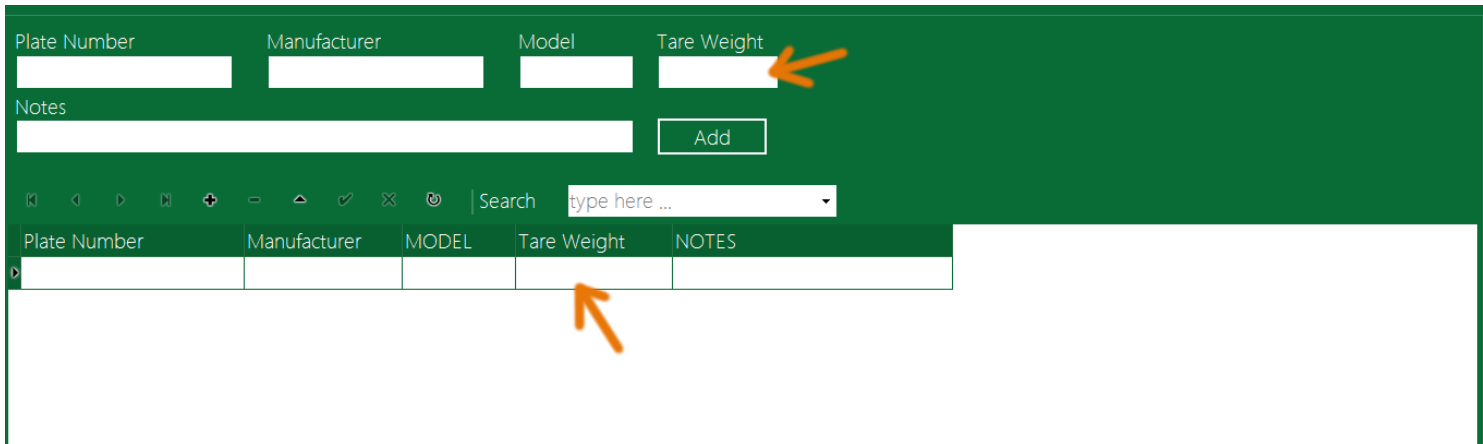 Plate Number Manufacturer Model Tare Weight
Notes
Add
Search type here ...
Plate Number Manufacturer MODEL Tare Weight NOTES